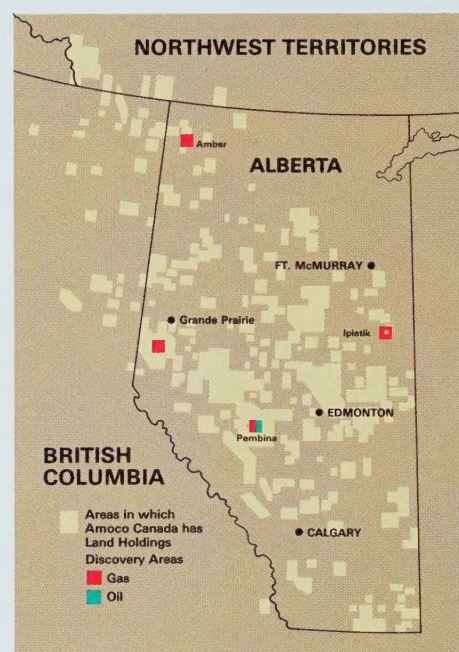 NORTHWEST TERRITORIES
Amber
ALBERTA
FT. McMURRAY
Grande Prairie
Ipiatik
EDMONTON
Pembina
BRITISH
COLUMBIA
Areas in which
Amoco Canada has
Land Holdings
CALGARY
Discovery Areas
Gas
Oil